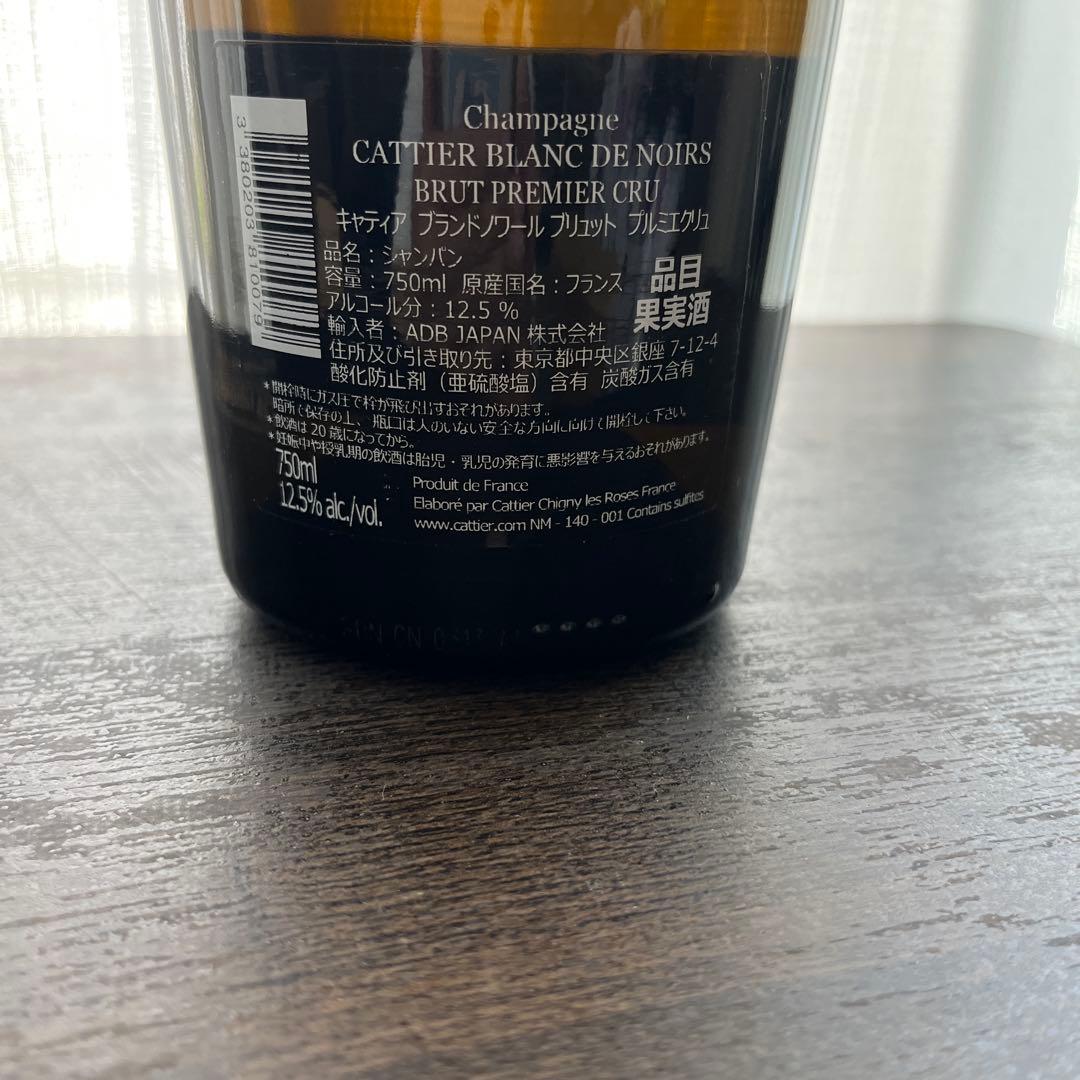 Champagne
CATTIER BLANC DE NOIRS
BRUT PREMIER CRU
キャティア ブランドノワール ブリュット プルミエクリュ
品名：シャンパン
容量：750ml 原産国名：フランス
アルコール分：12.5 %
輸入者：ADB JAPAN 株式会社
品目
果実酒
住所及び引き取り先：東京都中央区銀座 7-12-4
酸化防止剤（亜硫酸塩）含有 炭酸ガス含有
*開栓時にガス圧で栓が飛び出すおそれがあります。
暗所で保存の上、瓶口は人のいない安全な方向に向けて開栓して下さい。
*飲酒は 20 歳になってから。
*妊娠中や授乳期の飲酒は胎児・乳児の発育に悪影響を与えるおそれがあります。
750ml
12.5% alc./vol.
Produit de France
Elaboré par Cattier Chigny les Roses France
www.cattier.com NM - 140 - 001 Contains sulfites
3 380203 810079